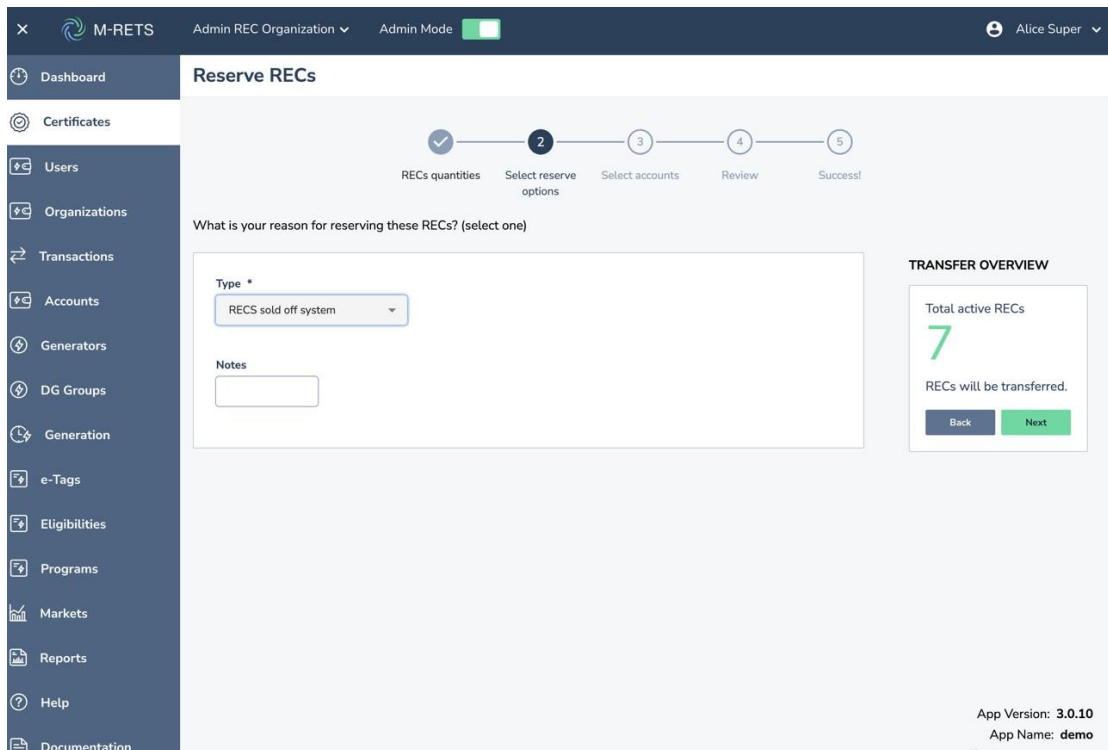 M-RETS
Admin REC Organization
Admin Mode
Alice Super
Dashboard
Certificates
Users
Organizations
Transactions
Accounts
Generators
DG Groups
Generation
e-Tags
Eligibilities
Programs
Markets
Reports
Help
Documentation
Reserve RECs
2
3
4
5
RECs quantities
Select reserve
options
Select accounts
Review
Success!
What is your reason for reserving these RECs? (select one)
Type *
RECS sold off system
Notes
TRANSFER OVERVIEW
Total active RECs
7
RECs will be transferred.
Back
Next
App Version: 3.0.10
App Name: demo